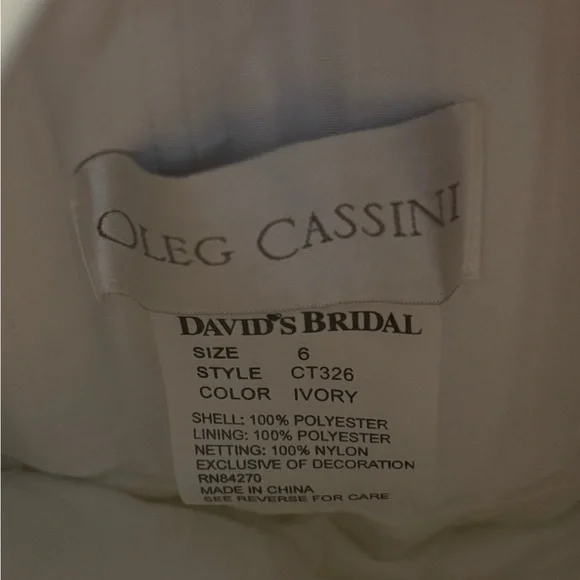 OLEG CASSINI
DAVID'S BRIDAL
SIZE 6
STYLE CT326
COLOR IVORY
SHELL: 100% POLYESTER
LINING: 100% POLYESTER
NETTING: 100% NYLON
EXCLUSIVE OF DECORATION
RN84270
MADE IN CHINA
SEE REVERSE FOR CARE